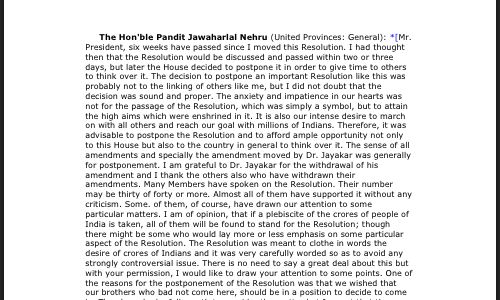 The Hon'ble Pandit Jawaharlal Nehru (United Provinces: General): *[Mr.
President, six weeks have passed since I moved this Resolution. I had thought
then that the Resolution would be discussed and passed within two or three
days, but later the House decided to postpone it in order to give time to others
to think over it. The decision to postpone an important Resolution like this was
probably not to the linking of others like me, but I did not doubt that the
decision was sound and proper. The anxiety and impatience in our hearts was
not for the passage of the Resolution, which was simply a symbol, but to attain
the high aims which were enshrined in it. It is also our intense desire to march
on with all others and reach our goal with millions of Indians. Therefore, it was
advisable to postpone the Resolution and to afford ample opportunity not only
to this House but also to the country in general to think over it. The sense of all
amendments and specially the amendment moved by Dr. Jayakar was generally
for postponement. I am grateful to Dr. Jayakar for the withdrawal of his
amendment and I thank the others also who have withdrawn their
amendments. Many Members have spoken on the Resolution. Their number
may be thirty of forty or more. Almost all of them have supported it without any
criticism. Some. of them, of course, have drawn our attention to some
particular matters. I am of opinion, that if a plebiscite of the crores of people of
India is taken, all of them will be found to stand for the Resolution; though
there might be some who would lay more or less emphasis on some particular
aspect of the Resolution. The Resolution was meant to clothe in words the
desire of crores of Indians and it was very carefully worded so as to avoid any
strongly controversial issue. There is no need to say a great deal about this but
with your permission, I would like to draw your attention to some points. One of
the reasons for the postponement of the Resolution was that we wished that
our brothers who bad not come here, should be in a position to decide to come